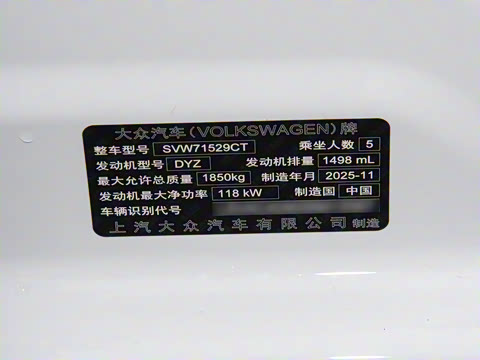 大众汽车(VOLKSWAGEN)牌
整车型号 SVW71529CT 乘坐人数 5
发动机型号 DYZ 发动机排量 1498 mL
最大允许总质量 1850kg 制造年月 2025-11
发动机最大净功率 118 kW 制造国 中国
车辆识别代号
上汽大众汽车有限公司 制造